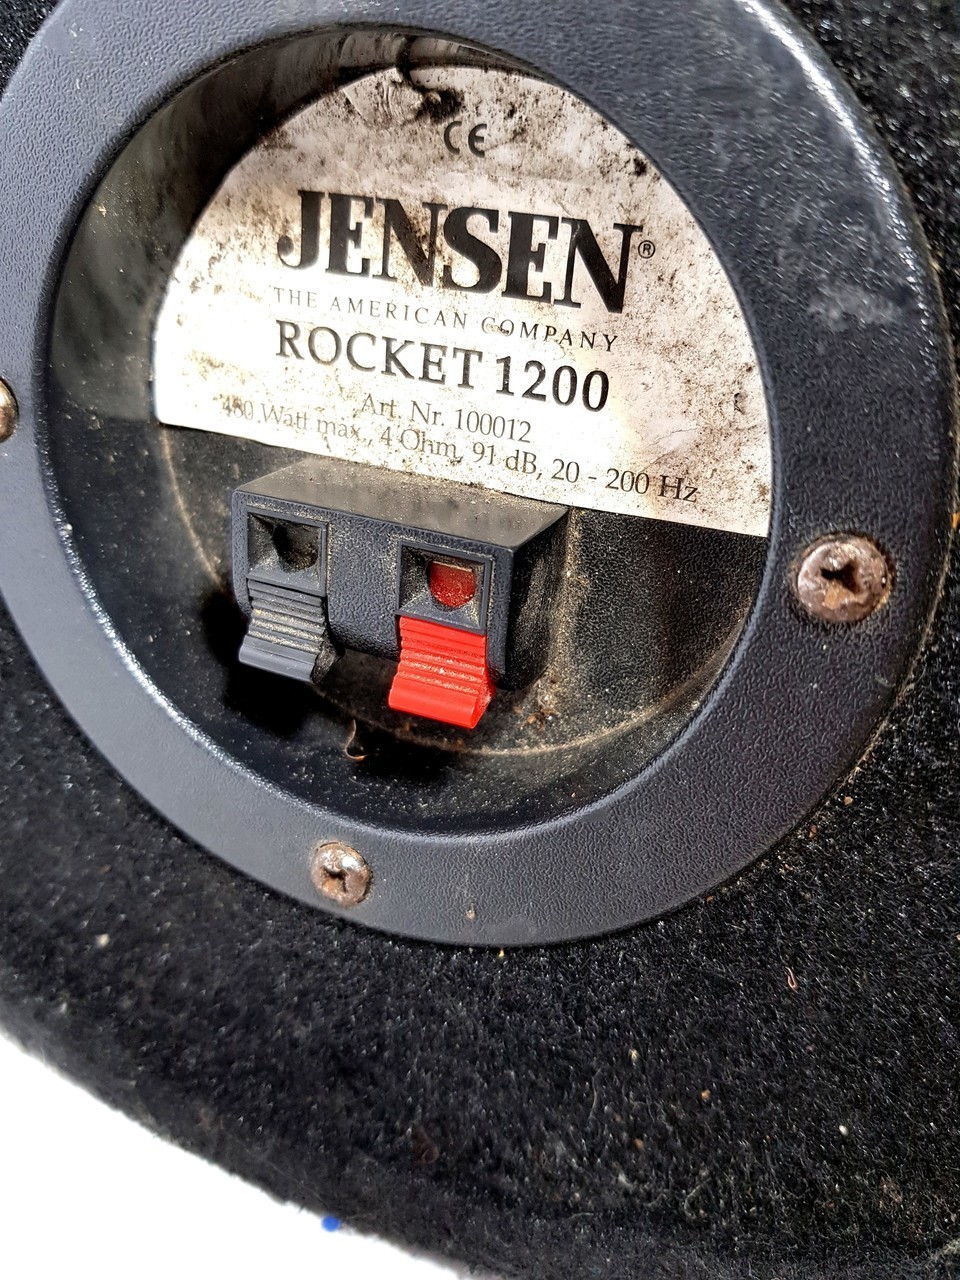 CE
JENSEN®
THE AMERICAN COMPANY
ROCKET 1200
Art. Nr. 100012
Watt max., 4 Ohm, 91 dB, 20 - 200 Hz